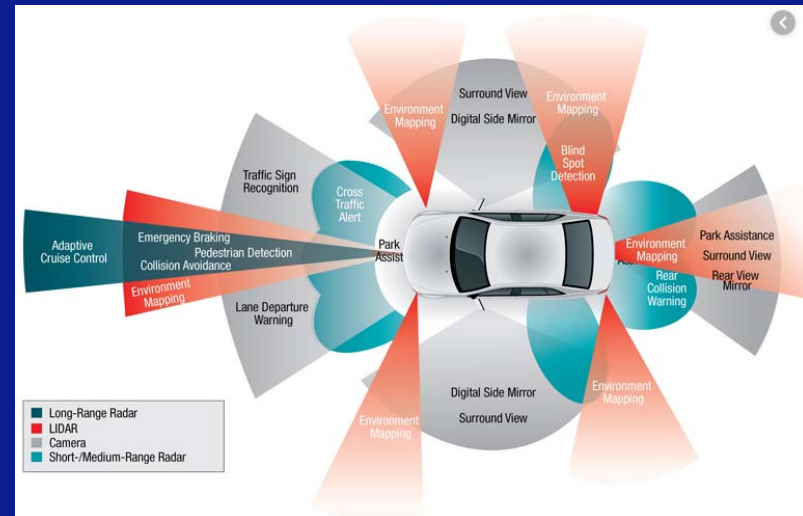 Environment
Mapping
Surround View
Digital Side Mirror
Environment
Mapping
Blind
Spot
Detection
Traffic Sign
Recognition
Cross
Traffic
Alert
Adaptive
Cruise Control
Emergency Braking
Pedestrian Detection
Collision Avoidance
Environment
Mapping
Park
Assist
Lane Departure
Warning
Environment
Mapping
Rear
Collision
Warning
Park Assistance
Surround View
Rear View
Mirror
Digital Side Mirror
Surround View
Environment
Mapping
Environment
Mapping
Long-Range Radar
LIDAR
Camera
Short-/Medium-Range Radar